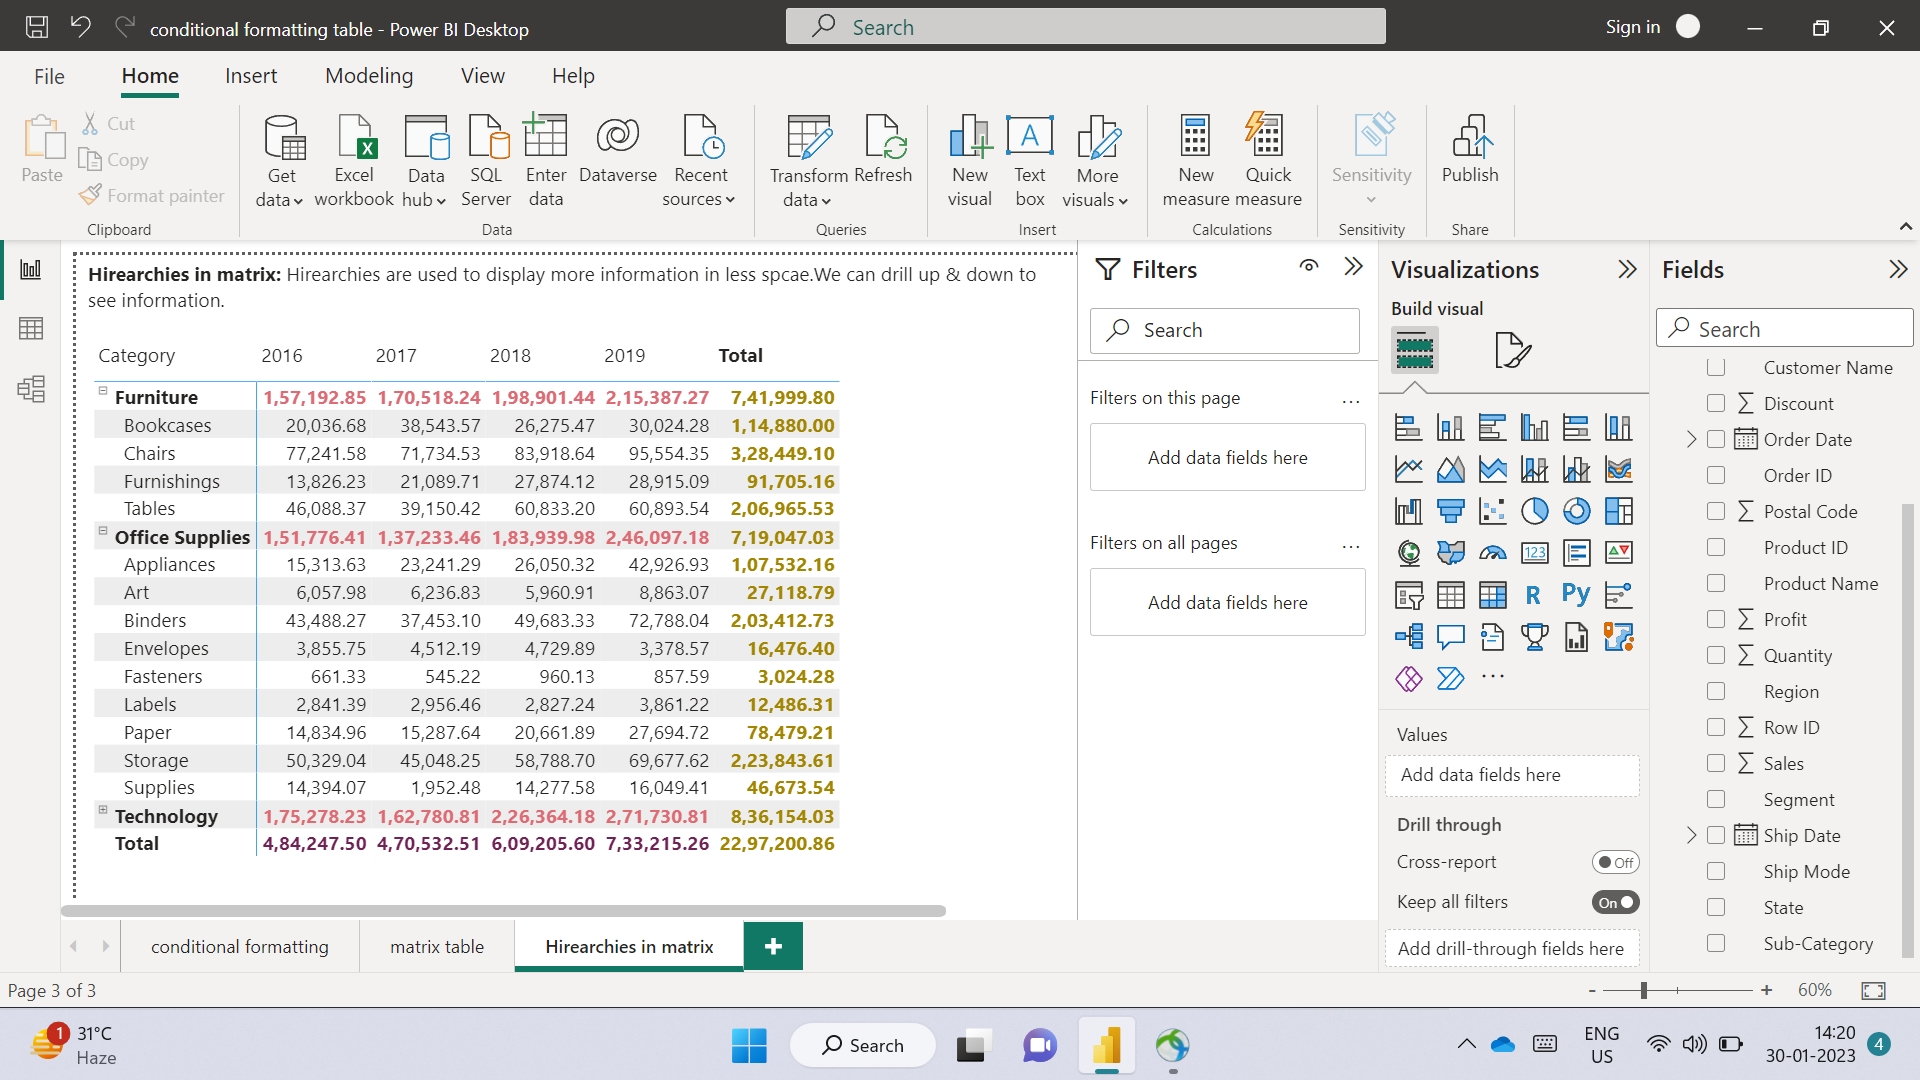 conditional formatting table - Power BI Desktop
Search
Sign in
File Home Insert Modeling View Help
Paste
Cut
Copy
Format painter
Clipboard
Get data
Excel workbook
Data hub
SQL Server
Enter data
Dataverse
Recent sources
Data
Transform data
Refresh
Queries
New visual
A
Text box
More visuals
Insert
New measure
Quick measure
Calculations
Sensitivity
Sensitivity
Publish
Share
Hirearchies in matrix: Hirearchies are used to display more information in less spcae.We can drill up & down to
see information.
Category 2016 2017 2018 2019 Total
Furniture 1,57,192.85 1,70,518.24 1,98,901.44 2,15,387.27 7,41,999.80
Bookcases 20,036.68 38,543.57 26,275.47 30,024.28 1,14,880.00
Chairs 77,241.58 71,734.53 83,918.64 95,554.35 3,28,449.10
Furnishings 13,826.23 21,089.71 27,874.12 28,915.09 91,705.16
Tables 46,088.37 39,150.42 60,833.20 60,893.54 2,06,965.53
Office Supplies 1,51,776.41 1,37,233.46 1,83,939.98 2,46,097.18 7,19,047.03
Appliances 15,313.63 23,241.29 26,050.32 42,926.93 1,07,532.16
Art 6,057.98 6,236.83 5,960.91 8,863.07 27,118.79
Binders 43,488.27 37,453.10 49,683.33 72,788.04 2,03,412.73
Envelopes 3,855.75 4,512.19 4,729.89 3,378.57 16,476.40
Fasteners 661.33 545.22 960.13 857.59 3,024.28
Labels 2,841.39 2,956.46 2,827.24 3,861.22 12,486.31
Paper 14,834.96 15,287.64 20,661.89 27,694.72 78,479.21
Storage 50,329.04 45,048.25 58,788.70 69,677.62 2,23,843.61
Supplies 14,394.07 1,952.48 14,277.58 16,049.41 46,673.54
Technology 1,75,278.23 1,62,780.81 2,26,364.18 2,71,730.81 8,36,154.03
Total 4,84,247.50 4,70,532.51 6,09,205.60 7,33,215.26 22,97,200.86
Filters
Search
Filters on this page ...
Add data fields here
Filters on all pages ...
Add data fields here
Visualizations
Build visual
123
R Py
...
Values
Add data fields here
Drill through
Cross-report Off
Keep all filters On
Add drill-through fields here
Fields
Search
Customer Name
Discount
Order Date
Order ID
Postal Code
Product ID
Product Name
Profit
Quantity
Region
Row ID
Sales
Segment
Ship Date
Ship Mode
State
Sub-Category
conditional formatting matrix table Hirearchies in matrix +
Page 3 of 3
- + 60%
1
31°C
Haze
Search
ENG
US
14:20
30-01-2023
4